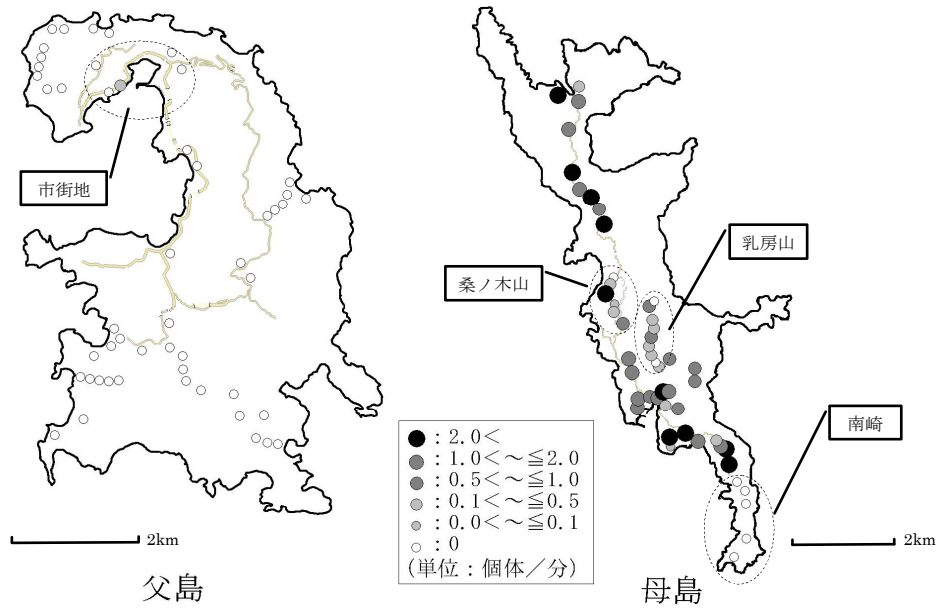 市街地
2km
父島
乳房山
桑ノ木山
南崎
● : 2.0<
● : 1.0<~≦2.0
● : 0.5<~≦1.0
● : 0.1<~≦0.5
● : 0.0<~≦0.1
○ : 0
(単位：個体／分)
2km
母島